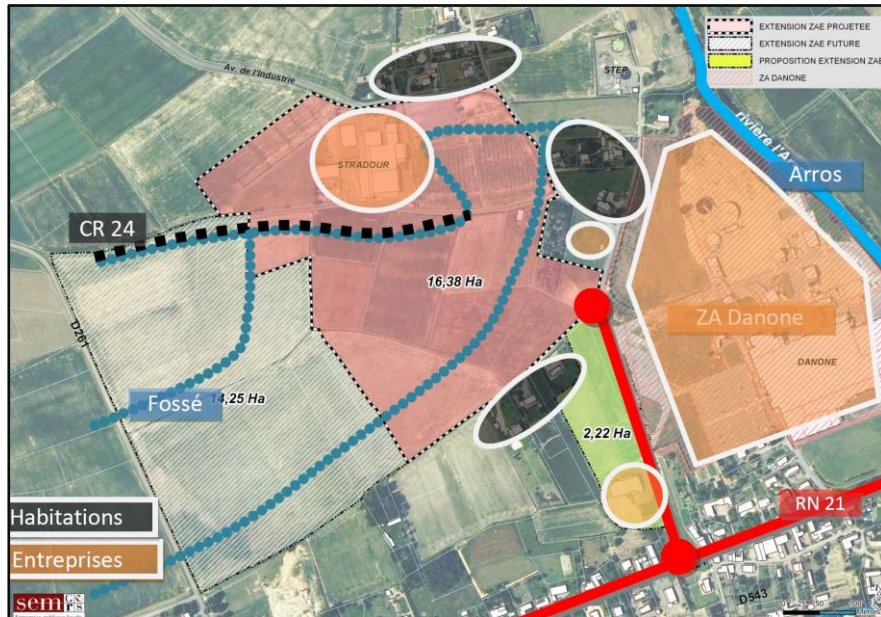 EXTENSION ZAE PROJETEE
EXTENSION ZAE FUTURE
PROPOSITION EXTENSION ZAE
ZA DANONE
Av. de l'Industrie
STEP
STRADOUR
rivière l'A
Arros
CR 24
16,38 Ha
ZA Danone
DANONE
D261
Fossé
14,25 Ha
2,22 Ha
RN 21
Habitations
Entreprises
sem
D543